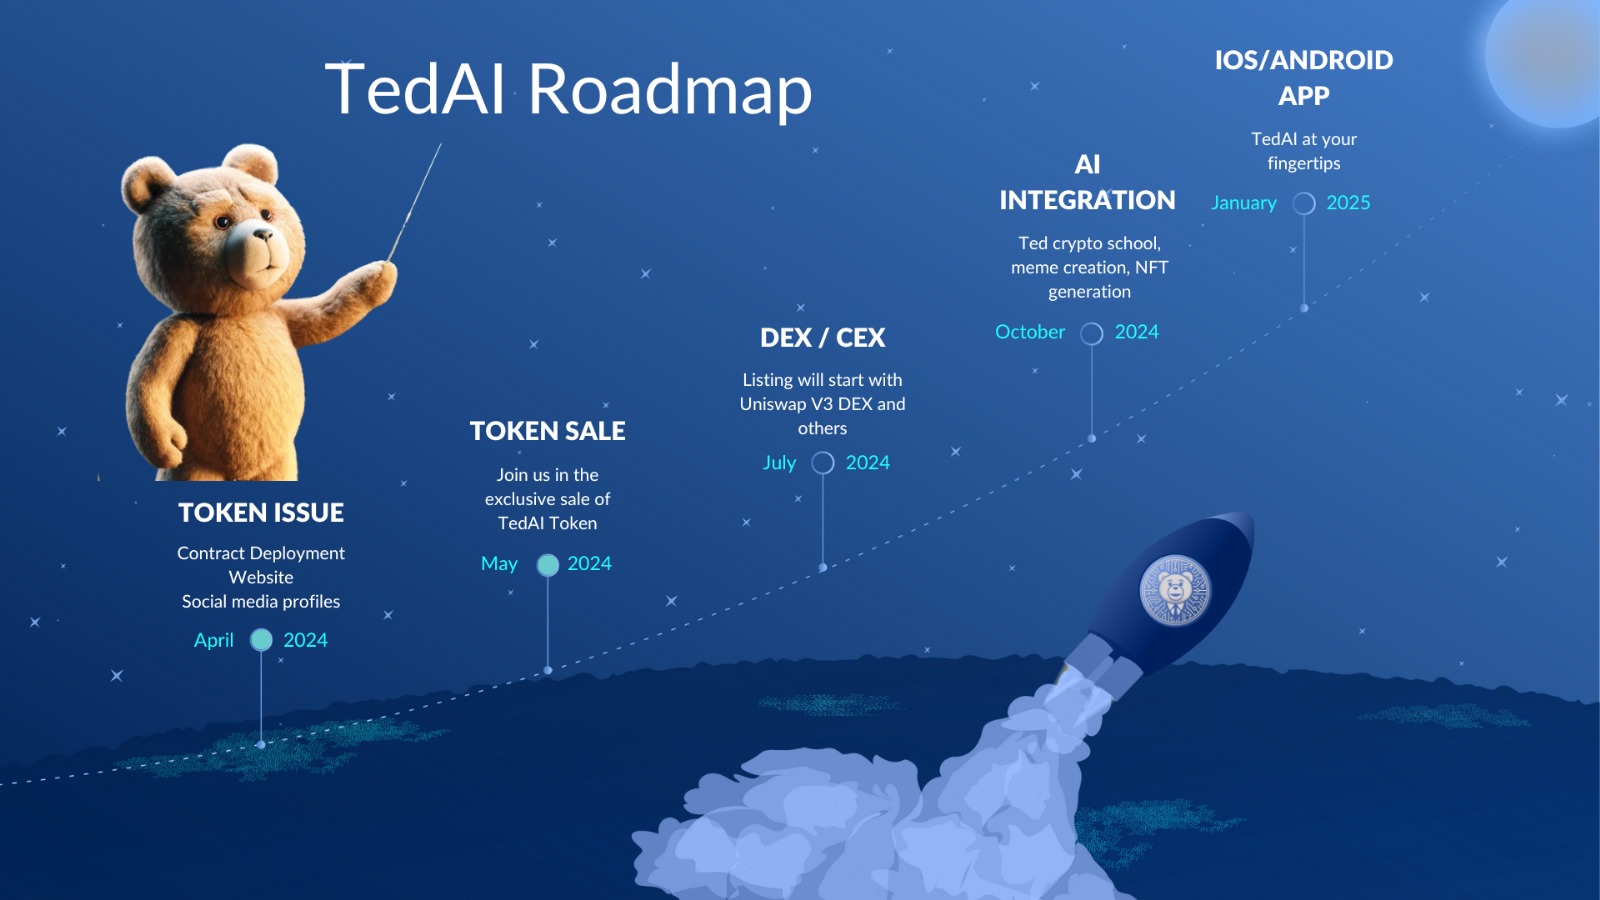 TedAI Roadmap
TOKEN ISSUE
Contract Deployment
Website
Social media profiles
April 2024
TOKEN SALE
Join us in the
exclusive sale of
TedAI Token
May 2024
DEX / CEX
Listing will start with
Uniswap V3 DEX and
others
July 2024
AI
INTEGRATION
Ted crypto school,
meme creation, NFT
generation
October 2024
IOS/ANDROID
APP
TedAI at your
fingertips
January 2025